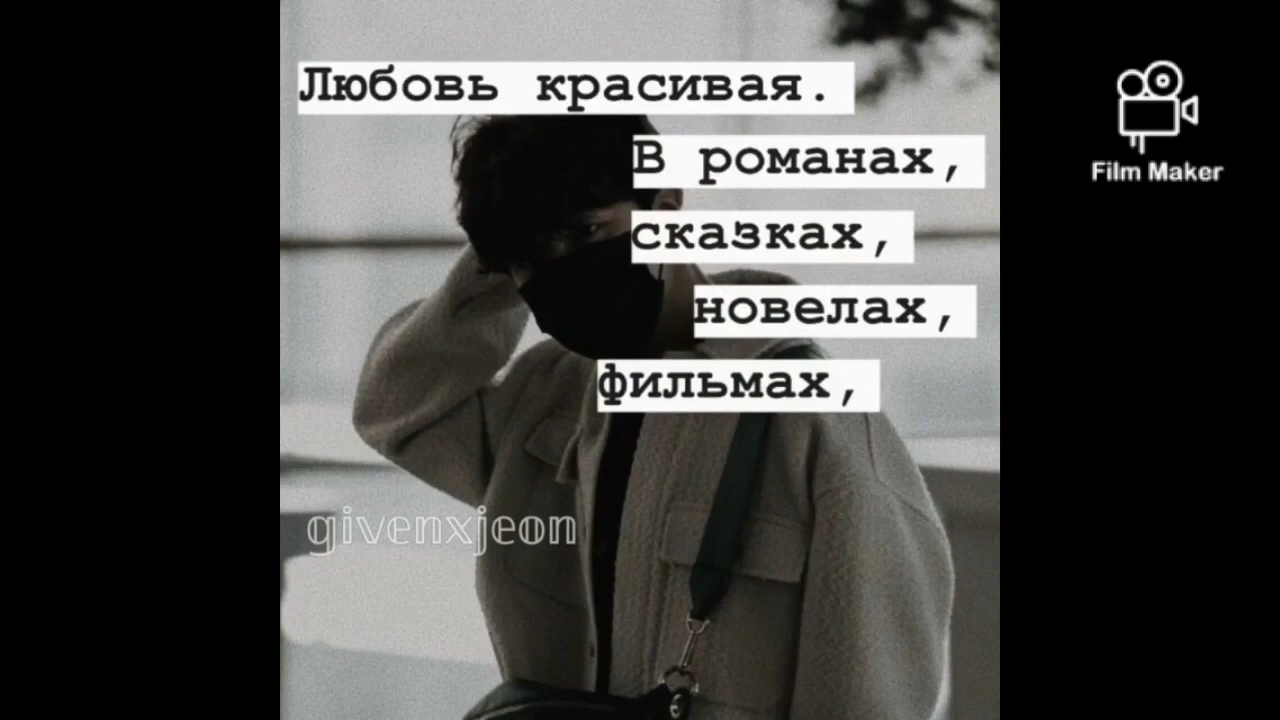 Любовь красивая.
В романах,
сказках,
новелах,
фильмах,
givenxjeon
Film Maker